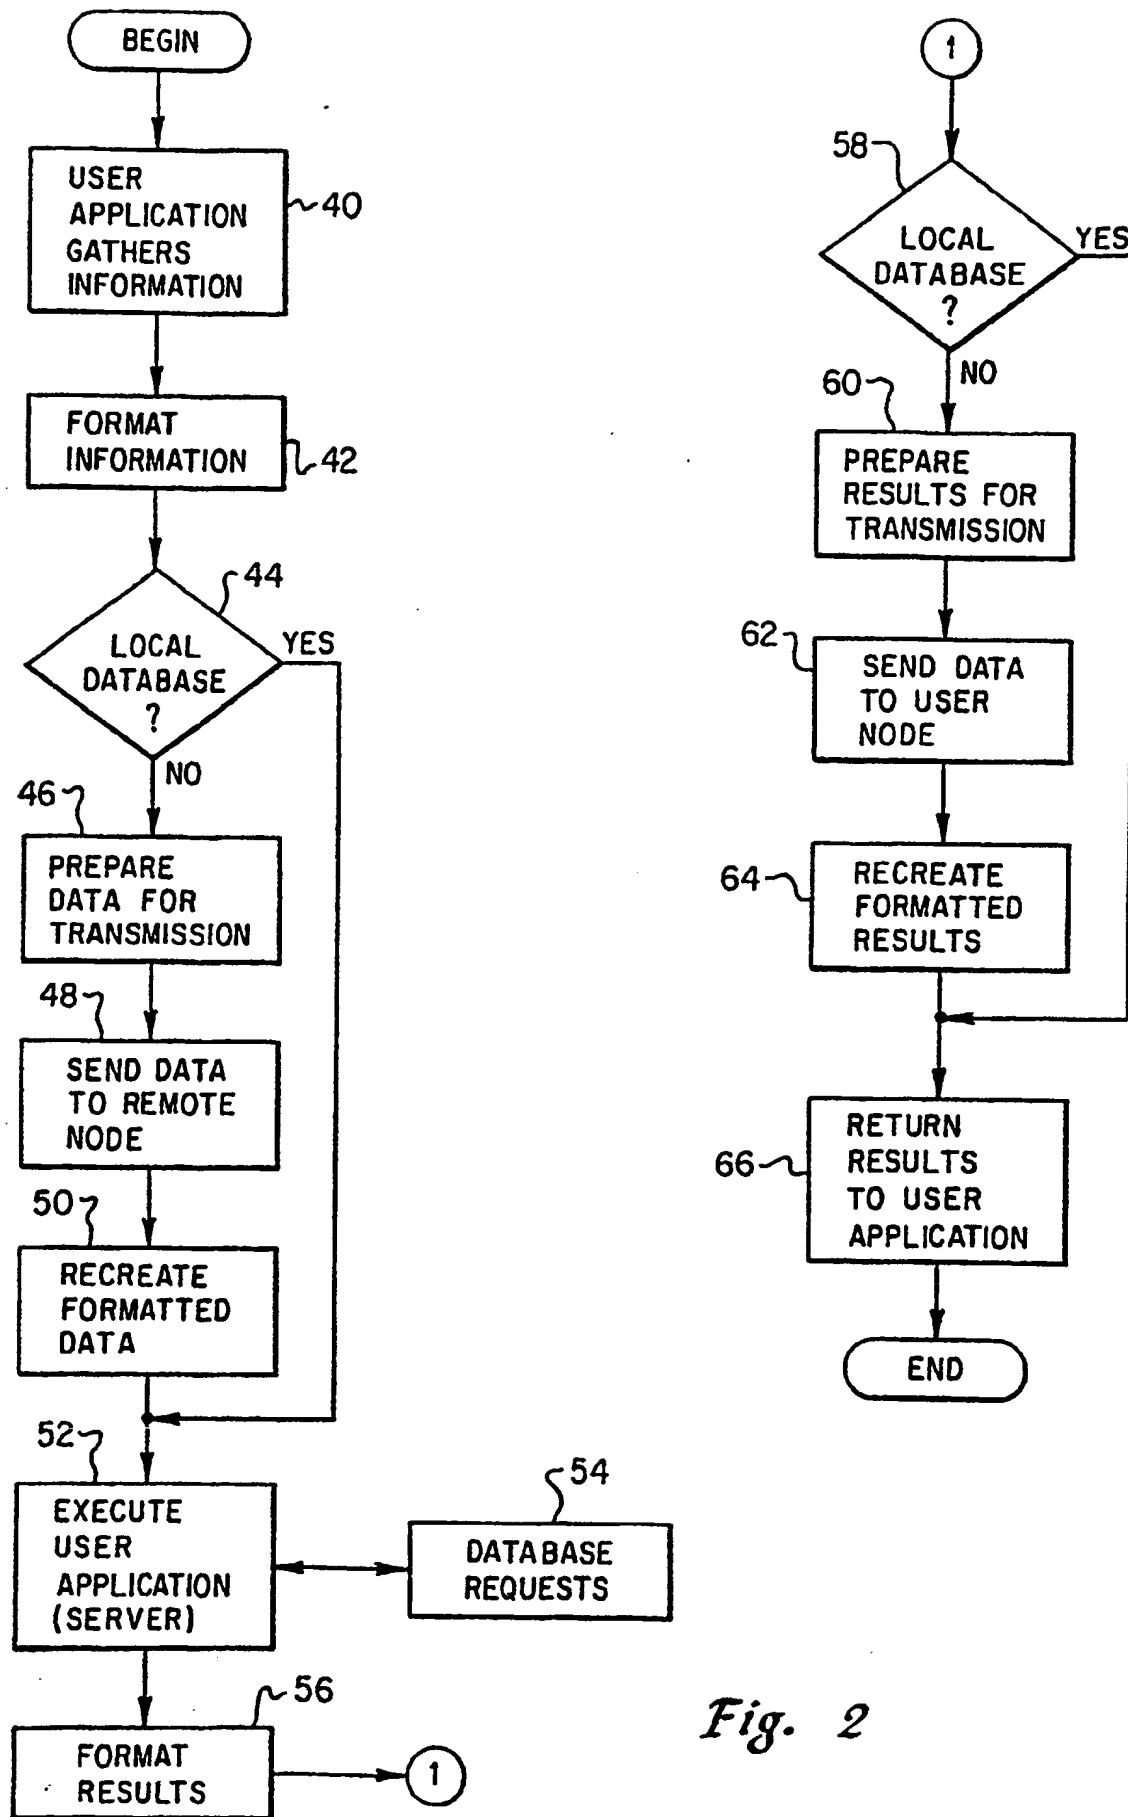 BEGIN
USER
APPLICATION
GATHERS
INFORMATION
40
FORMAT
INFORMATION
42
44
LOCAL
DATABASE
?
YES
NO
46
PREPARE
DATA FOR
TRANSMISSION
48
SEND DATA
TO REMOTE
NODE
50
RECREATE
FORMATTED
DATA
52
EXECUTE
USER
APPLICATION
(SERVER)
54
DATABASE
REQUESTS
56
FORMAT
RESULTS
1
1
58
LOCAL
DATABASE
?
YES
NO
60
PREPARE
RESULTS FOR
TRANSMISSION
62
SEND DATA
TO USER
NODE
64
RECREATE
FORMATTED
RESULTS
66
RETURN
RESULTS
TO USER
APPLICATION
END
Fig. 2